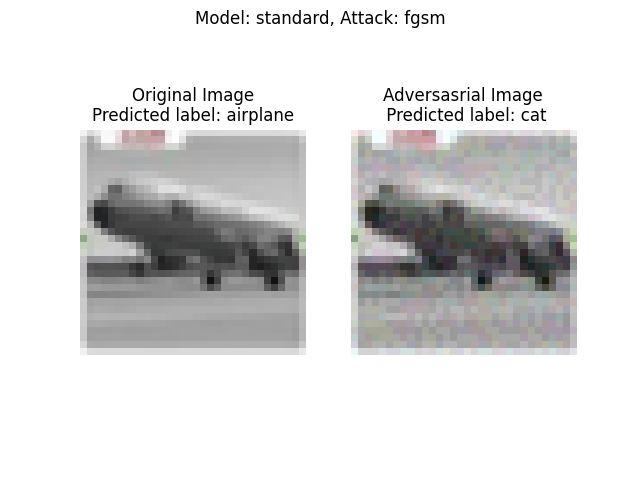 Model: standard, Attack: fgsm
Original Image
Predicted label: airplane
Adversasrial Image
Predicted label: cat